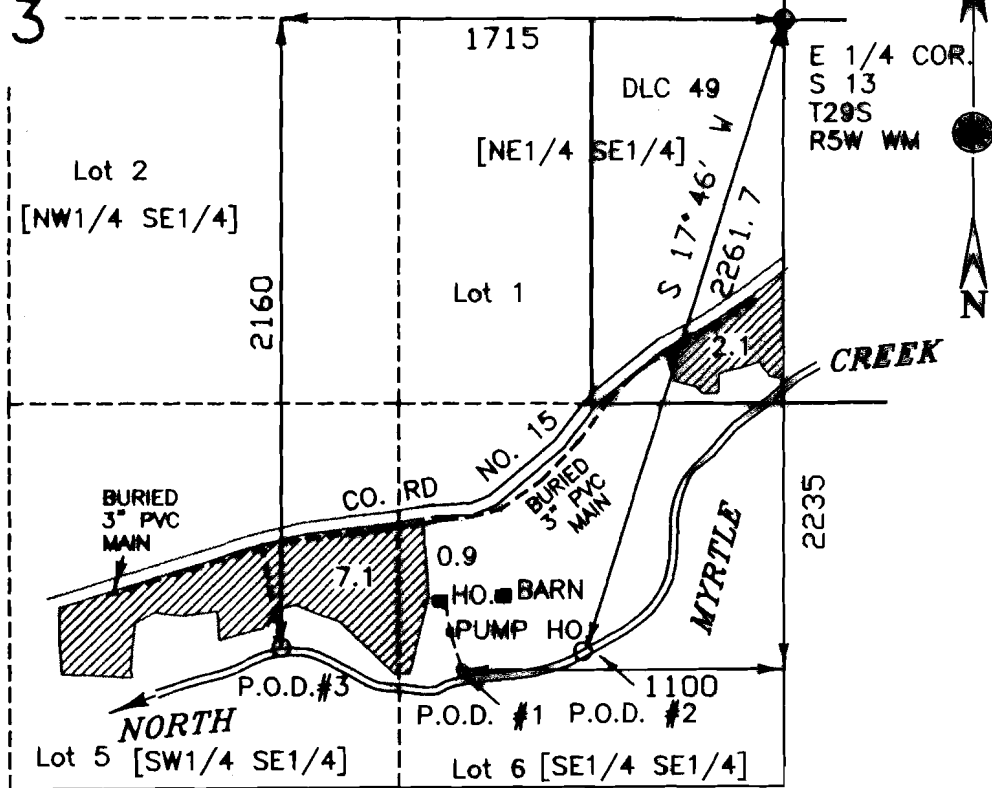 3
1715
E 1/4 COR.
S 13
T29S
R5W WM
DLC 49
[NE1/4 SE1/4]
Lot 2
[NW1/4 SE1/4]
S 17° 46' W
2261.7
2160
Lot 1
N
2.1
CREEK
CO. RD NO. 15
BURIED
3" PVC
MAIN
BURIED
3" PVC
MAIN
2235
MYRTLE
0.9
7.1
HO. BARN
PUMP HO.
P.O.D.#3
1100
P.O.D. #1 P.O.D. #2
NORTH
Lot 5 [SW1/4 SE1/4]
Lot 6 [SE1/4 SE1/4]